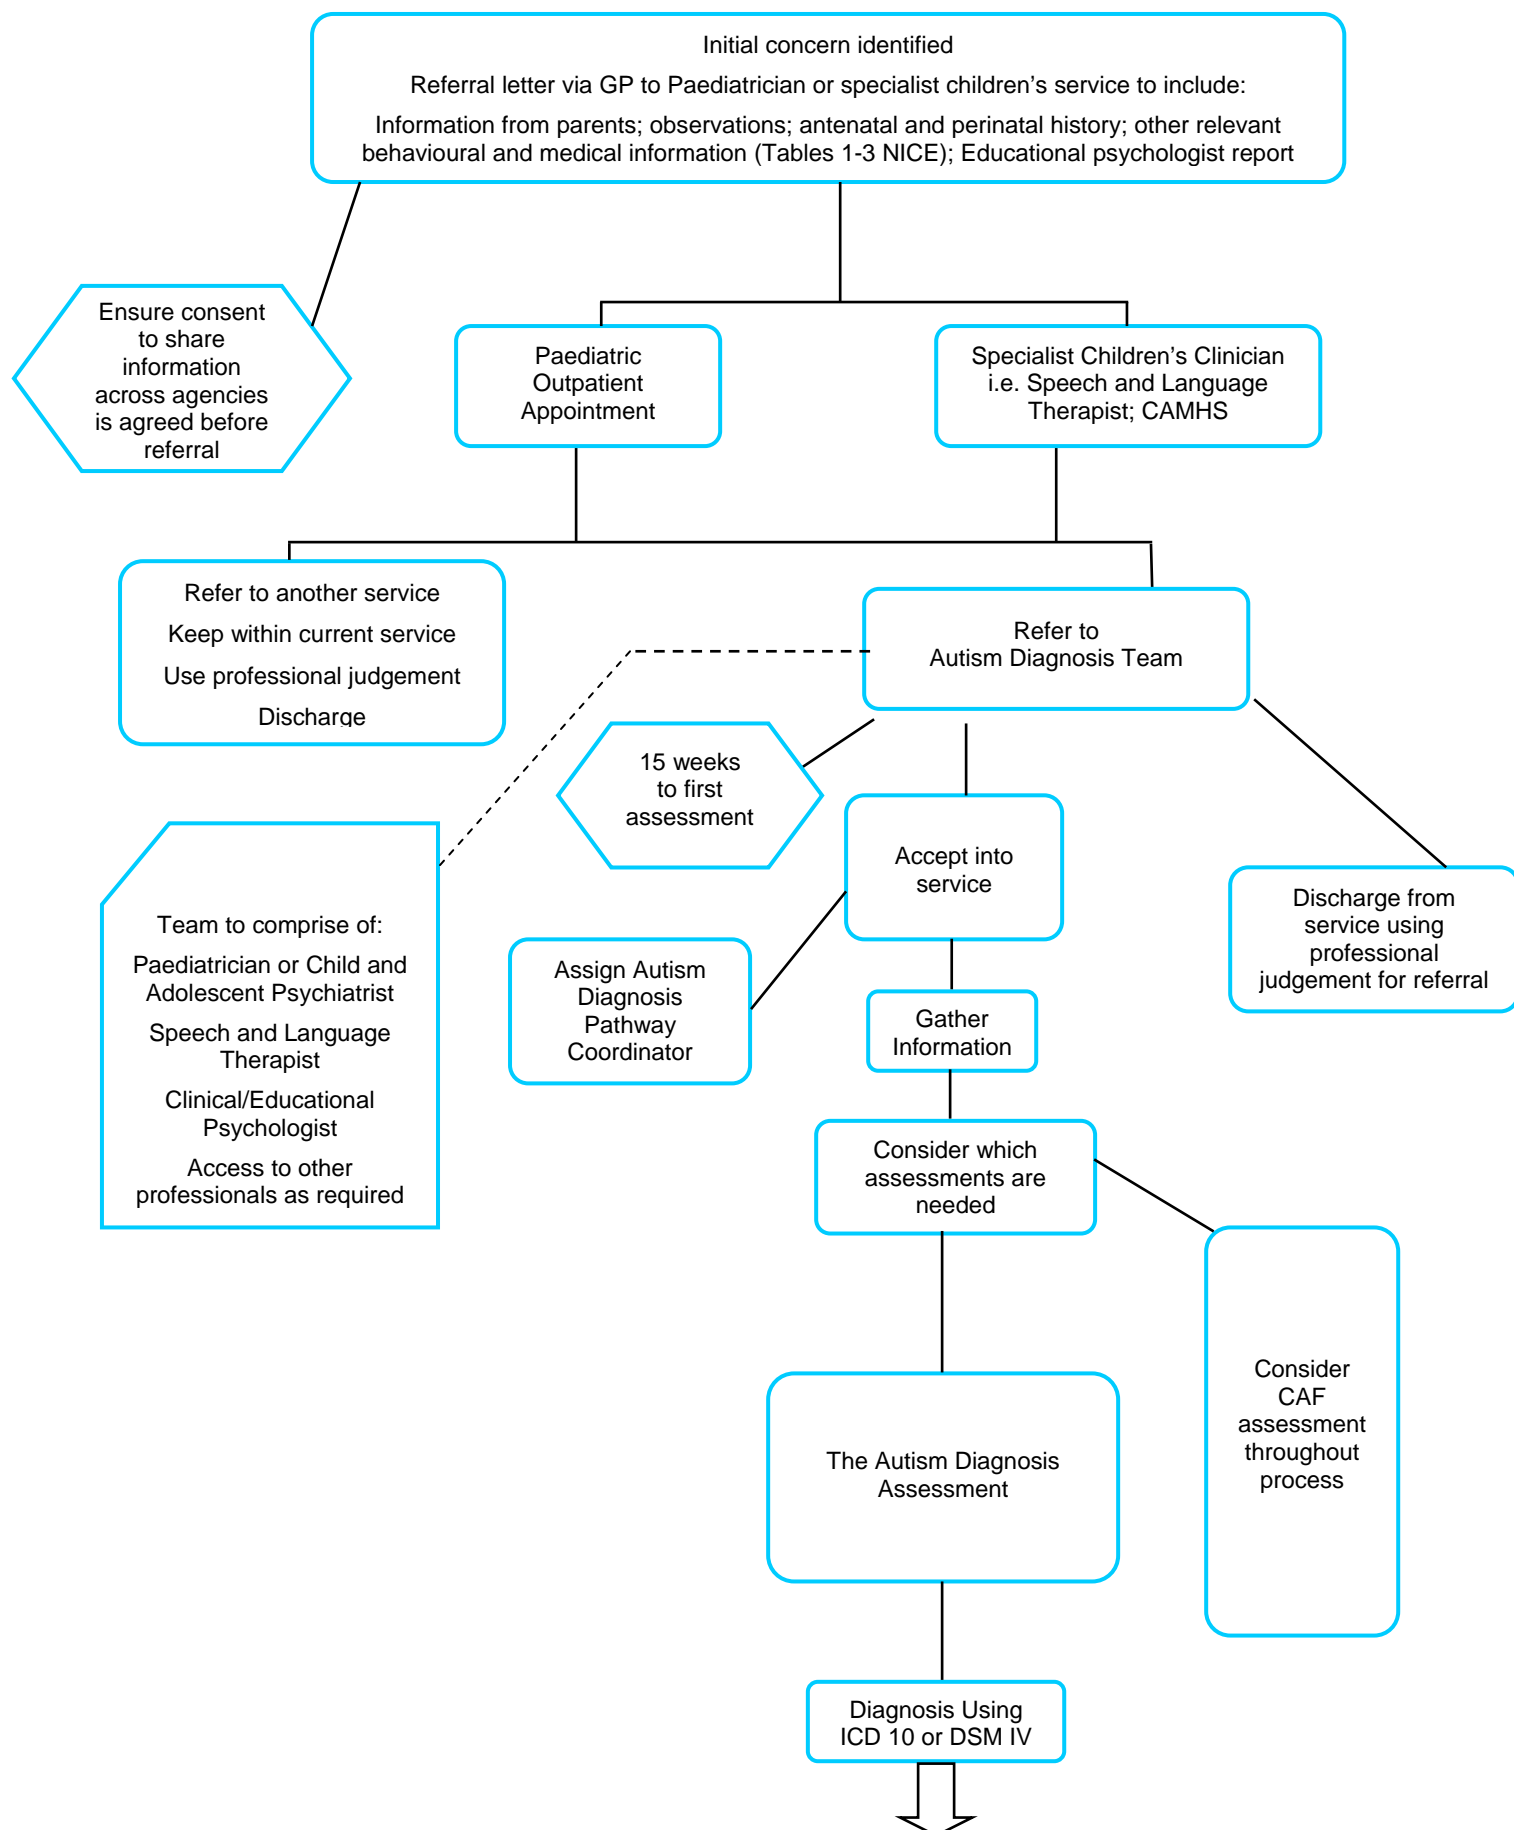 Initial concern identified
Referral letter via GP to Paediatrician or specialist children's service to include:
Information from parents; observations; antenatal and perinatal history; other relevant
behavioural and medical information (Tables 1-3 NICE); Educational psychologist report
Ensure consent
to share
information
across agencies
is agreed before
referral
Paediatric
Outpatient
Appointment
Specialist Children's Clinician
i.e. Speech and Language
Therapist; CAMHS
Refer to another service
Keep within current service
Use professional judgement
Discharge
Refer to
Autism Diagnosis Team
15 weeks
to first
assessment
Accept into
service
Discharge from
service using
professional
judgement for referral
Team to comprise of:
Paediatrician or Child and
Adolescent Psychiatrist
Speech and Language
Therapist
Clinical/Educational
Psychologist
Access to other
professionals as required
Assign Autism
Diagnosis
Pathway
Coordinator
Gather
Information
Consider which
assessments are
needed
Consider
CAF
assessment
throughout
process
The Autism Diagnosis
Assessment
Diagnosis Using
ICD 10 or DSM IV